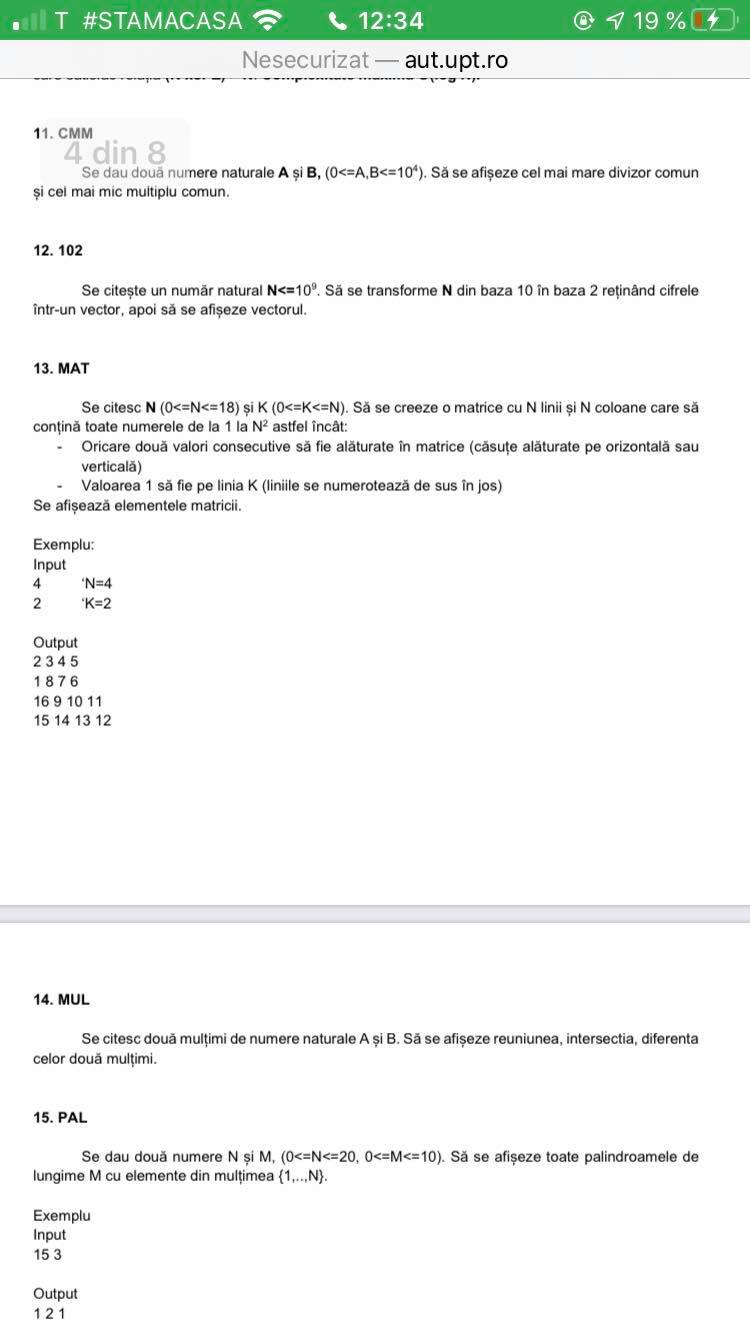 T #STAMACASA 12:34 19 %
Nesecurizat — aut.upt.ro
11. CMM
4 din 8
Se dau două numere naturale A și B, (0<=A,B<=10⁴). Să se afișeze cel mai mare divizor comun
și cel mai mic multiplu comun.
12. 102
Se citește un număr natural N<=10⁹. Să se transforme N din baza 10 în baza 2 reținând cifrele
într-un vector, apoi să se afișeze vectorul.
13. MAT
Se citesc N (0<=N<=18) și K (0<=K<=N). Să se creeze o matrice cu N linii și N coloane care să
conțină toate numerele de la 1 la N² astfel încât:
- Oricare două valori consecutive să fie alăturate în matrice (căsuțe alăturate pe orizontală sau
verticală)
- Valoarea 1 să fie pe linia K (liniile se numerotează de sus în jos)
Se afișează elementele matricii.
Exemplu:
Input
4 'N=4
2 'K=2
Output
2 3 4 5
1 8 7 6
16 9 10 11
15 14 13 12
14. MUL
Se citesc două mulțimi de numere naturale A și B. Să se afișeze reuniunea, intersectia, diferenta
celor două mulțimi.
15. PAL
Se dau două numere N și M, (0<=N<=20, 0<=M<=10). Să se afișeze toate palindroamele de
lungime M cu elemente din mulțimea {1,..,N}.
Exemplu
Input
15 3
Output
1 2 1